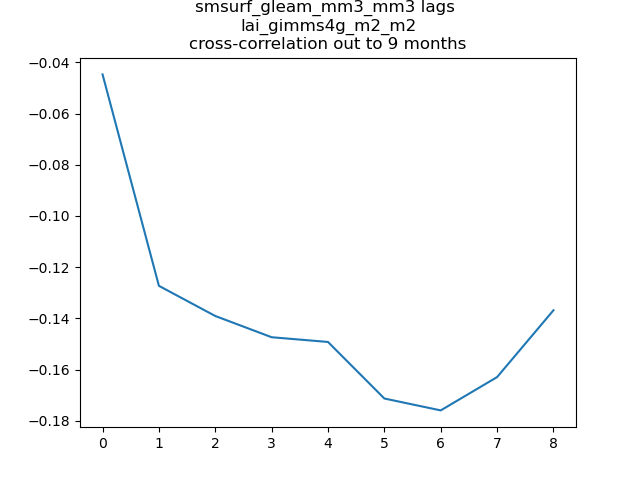 smsurf_gleam_mm3_mm3 lags
lai_gimms4g_m2_m2
cross-correlation out to 9 months
−0.04
−0.06
−0.08
−0.10
−0.12
−0.14
−0.16
−0.18
0 1 2 3 4 5 6 7 8